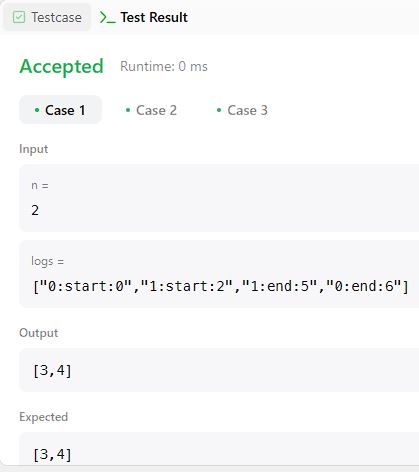 Testcase
Test Result
Accepted Runtime: 0 ms
Case 1 Case 2 Case 3
Input
n =
2
logs =
["0:start:0","1:start:2","1:end:5","0:end:6"]
Output
[3,4]
Expected
[3,4]